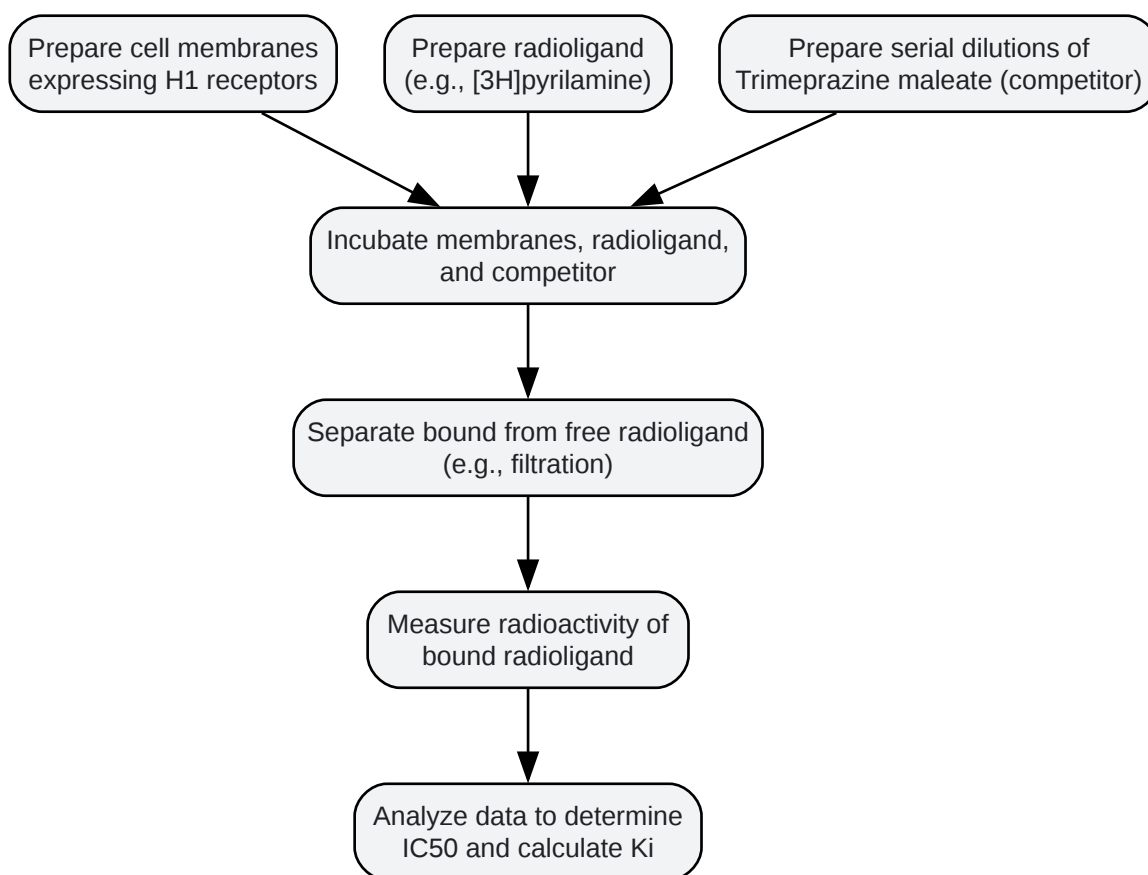 Prepare cell membranes
expressing H1 receptors
Prepare radioligand
(e.g., [3H]pyrilamine)
Prepare serial dilutions of
Trimeprazine maleate (competitor)
Incubate membranes, radioligand,
and competitor
Separate bound from free radioligand
(e.g., filtration)
Measure radioactivity of
bound radioligand
Analyze data to determine
IC50 and calculate Ki